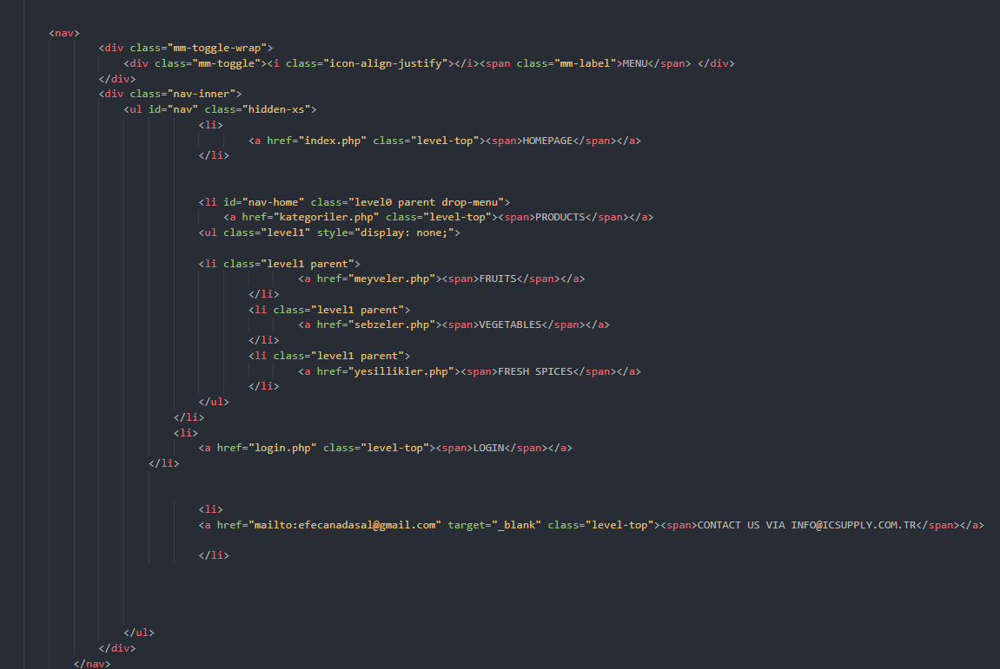 <nav>
<div class="mm-toggle-wrap">
<div class="mm-toggle"><i class="icon-align-justify"></i><span class="mm-label">MENU</span> </div>
</div>
<div class="nav-inner">
<ul id="nav" class="hidden-xs">
<li>
<a href="index.php" class="level-top"><span>HOMEPAGE</span></a>
</li>
<li id="nav-home" class="level0 parent drop-menu">
<a href="kategoriler.php" class="level-top"><span>PRODUCTS</span></a>
<ul class="level1" style="display: none;">
<li class="level1 parent">
<a href="meyveler.php"><span>FRUITS</span></a>
</li>
<li class="level1 parent">
<a href="sebzeler.php"><span>VEGETABLES</span></a>
</li>
<li class="level1 parent">
<a href="yesillikler.php"><span>FRESH SPICES</span></a>
</li>
</ul>
</li>
<li>
<a href="login.php" class="level-top"><span>LOGIN</span></a>
</li>
<li>
<a href="mailto:efecanadasal@gmail.com" target="_blank" class="level-top"><span>CONTACT US VIA INFO@ICSUPPLY.COM.TR</span></a>
</li>
</ul>
</div>
</nav>